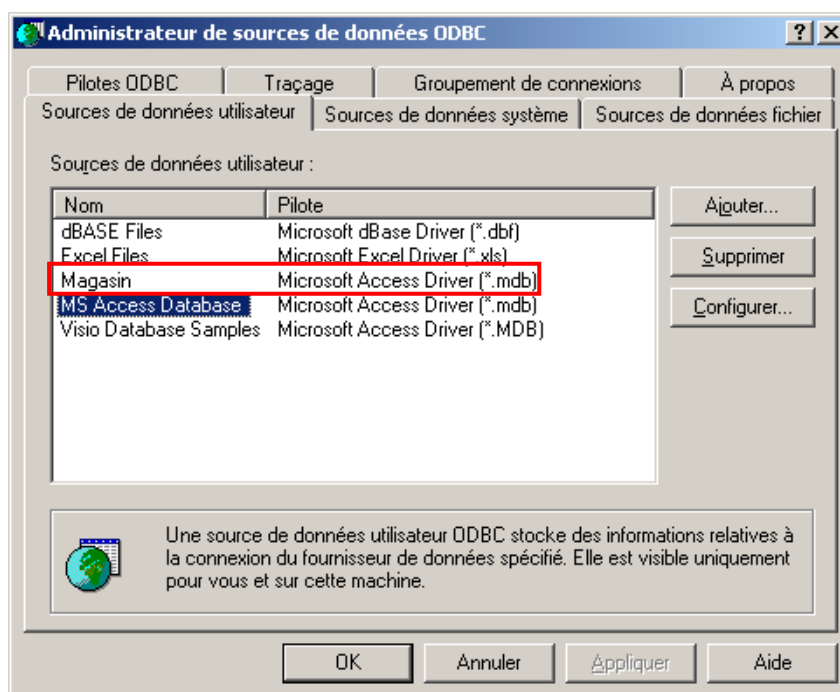 Administrateur de sources de données ODBC
Pilotes ODBC Traçage Groupement de connexions À propos
Sources de données utilisateur Sources de données système Sources de données fichier
Sources de données utilisateur :
Nom Pilote
dBASE Files Microsoft dBase Driver (*.dbf)
Excel Files Microsoft Excel Driver (*.xls)
Magasin Microsoft Access Driver (*.mdb)
MS Access Database Microsoft Access Driver (*.mdb)
Visio Database Samples Microsoft Access Driver (*.MDB)
Ajouter...
Supprimer
Configurer...
Une source de données utilisateur ODBC stocke des informations relatives à
la connexion du fournisseur de données spécifié. Elle est visible uniquement
pour vous et sur cette machine.
OK Annuler Appliquer Aide